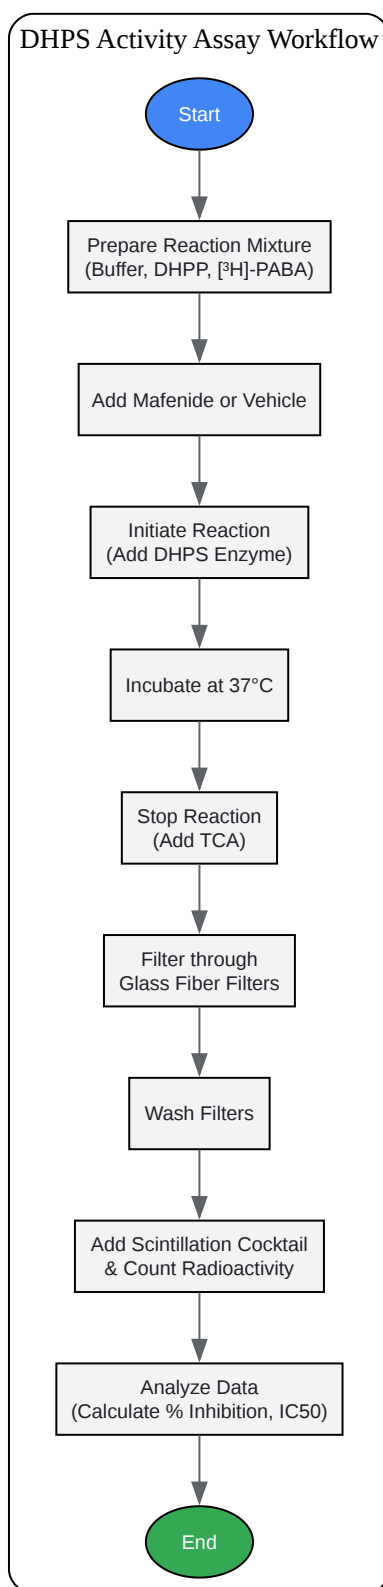 DHPS Activity Assay Workflow
Start
Prepare Reaction Mixture
(Buffer, DHPP, [³H]-PABA)
Add Mafenide or Vehicle
Initiate Reaction
(Add DHPS Enzyme)
Incubate at 37°C
Stop Reaction
(Add TCA)
Filter through
Glass Fiber Filters
Wash Filters
Add Scintillation Cocktail
& Count Radioactivity
Analyze Data
(Calculate % Inhibition, IC50)
End